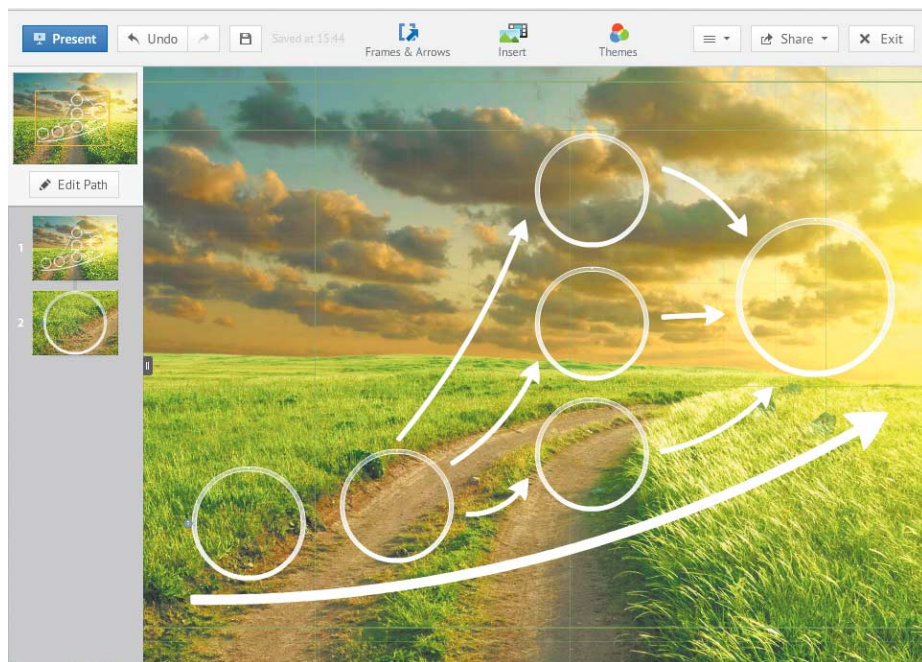 Present
Undo
Saved at 15:44
Frames & Arrows
Insert
Themes
Share
Exit
Edit Path
1
2